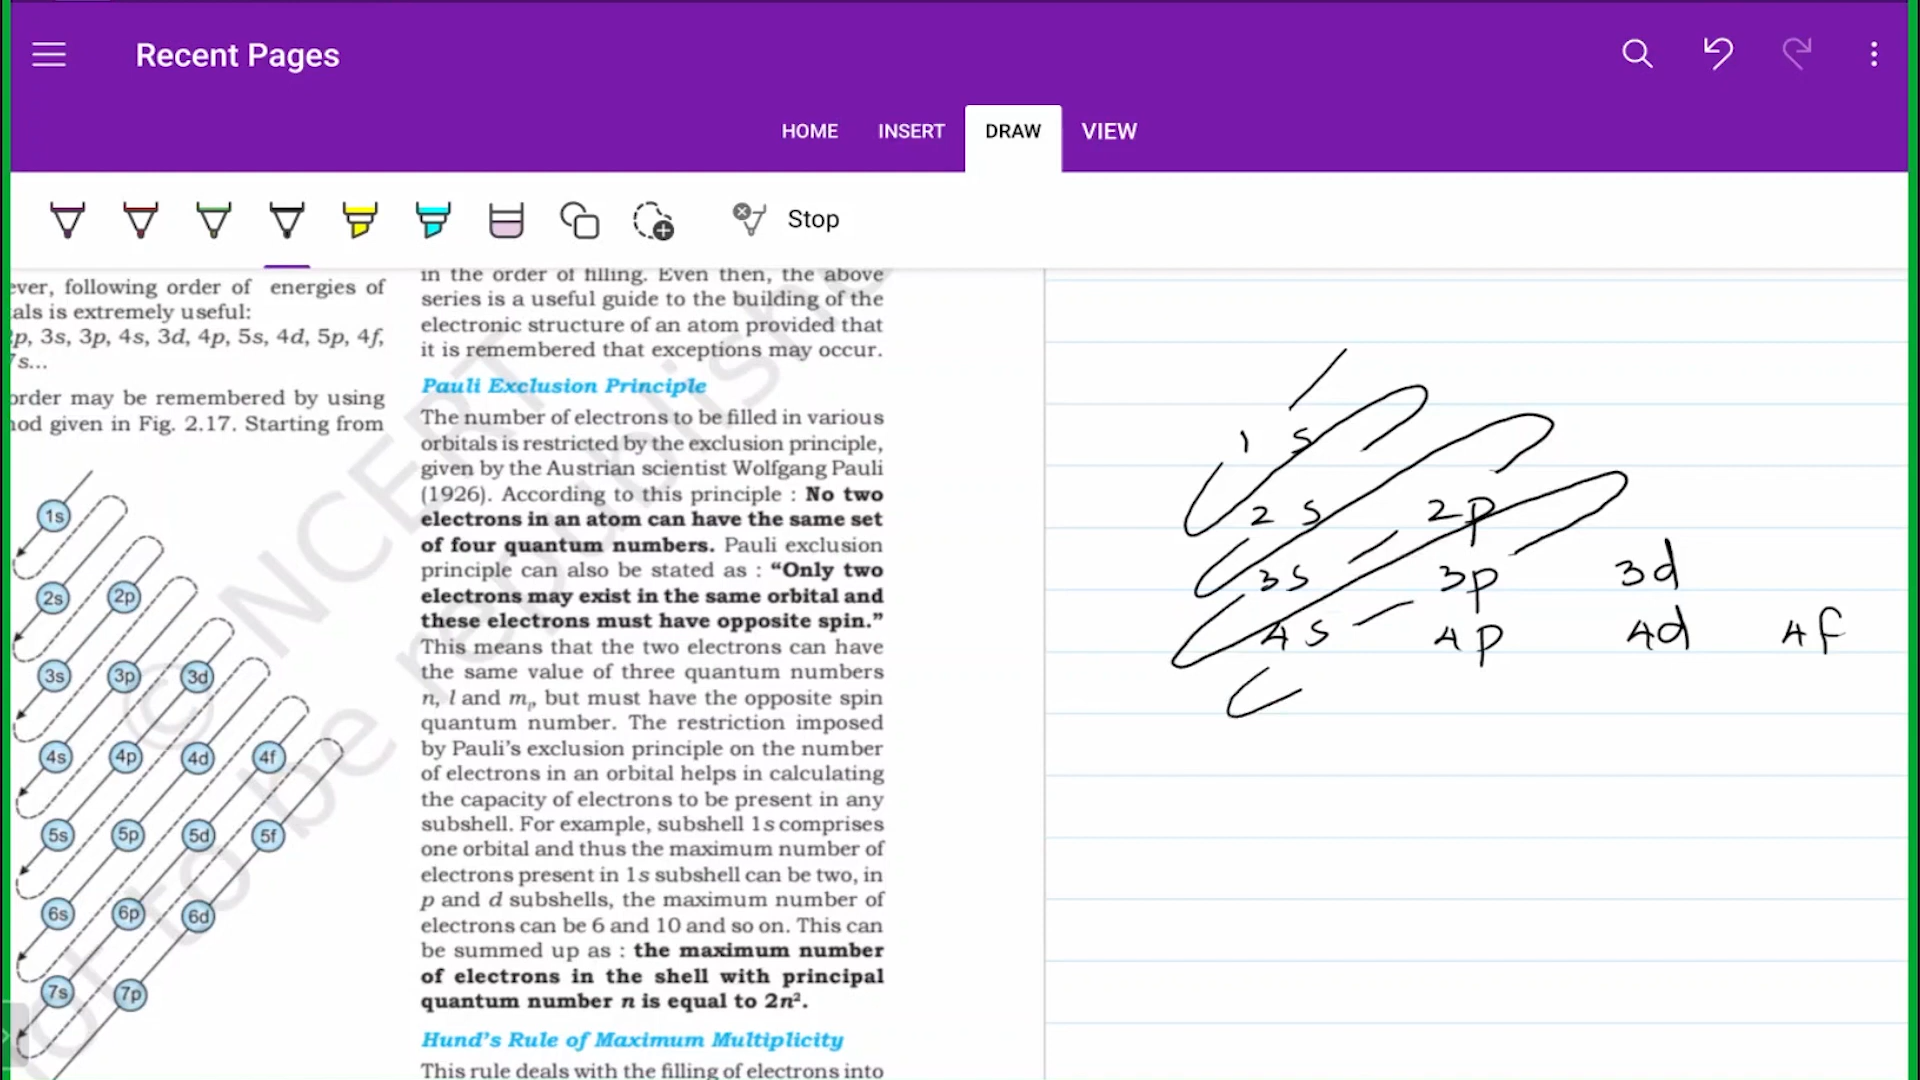 Recent Pages
HOME INSERT DRAW VIEW
Stop
ever, following order of energies of
als is extremely useful:
p, 3s, 3p, 4s, 3d, 4p, 5s, 4d, 5p, 4f,
7s...
order may be remembered by using
od given in Fig. 2.17. Starting from
1s
2s 2p
3s 3p 3d
4s 4p 4d 4f
5s 5p 5d 5f
6s 6p 6d
7s 7p
in the order of filling. Even then, the above
series is a useful guide to the building of the
electronic structure of an atom provided that
it is remembered that exceptions may occur.
Pauli Exclusion Principle
The number of electrons to be filled in various
orbitals is restricted by the exclusion principle,
given by the Austrian scientist Wolfgang Pauli
(1926). According to this principle : No two
electrons in an atom can have the same set
of four quantum numbers. Pauli exclusion
principle can also be stated as : “Only two
electrons may exist in the same orbital and
these electrons must have opposite spin.”
This means that the two electrons can have
the same value of three quantum numbers
n, l and mₗ, but must have the opposite spin
quantum number. The restriction imposed
by Pauli’s exclusion principle on the number
of electrons in an orbital helps in calculating
the capacity of electrons to be present in any
subshell. For example, subshell 1s comprises
one orbital and thus the maximum number of
electrons present in 1s subshell can be two, in
p and d subshells, the maximum number of
electrons can be 6 and 10 and so on. This can
be summed up as : the maximum number
of electrons in the shell with principal
quantum number n is equal to 2n².
Hund’s Rule of Maximum Multiplicity
This rule deals with the filling of electrons into
© NCERT
not to be republished
1 s
2 s 2p
3s 3p 3d
4s 4p 4d 4f